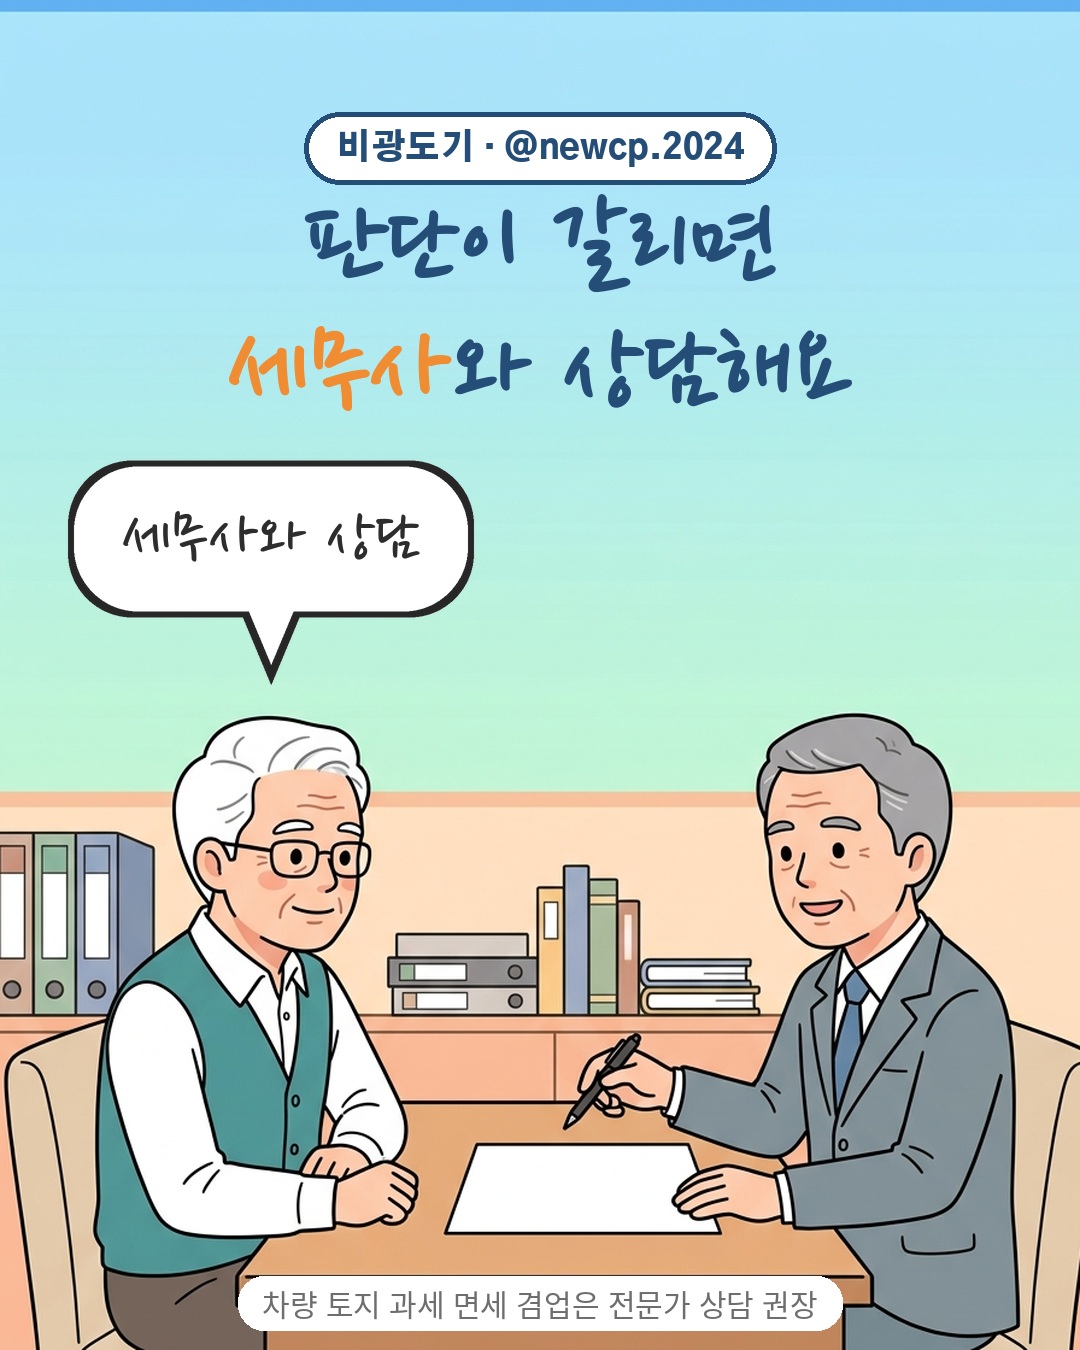 비광도기 · @newcp.2024
판단이 갈리면
세무사와 상담해요
세무사와 상담
차량 토지 과세 면세 겸업은 전문가 상담 권장